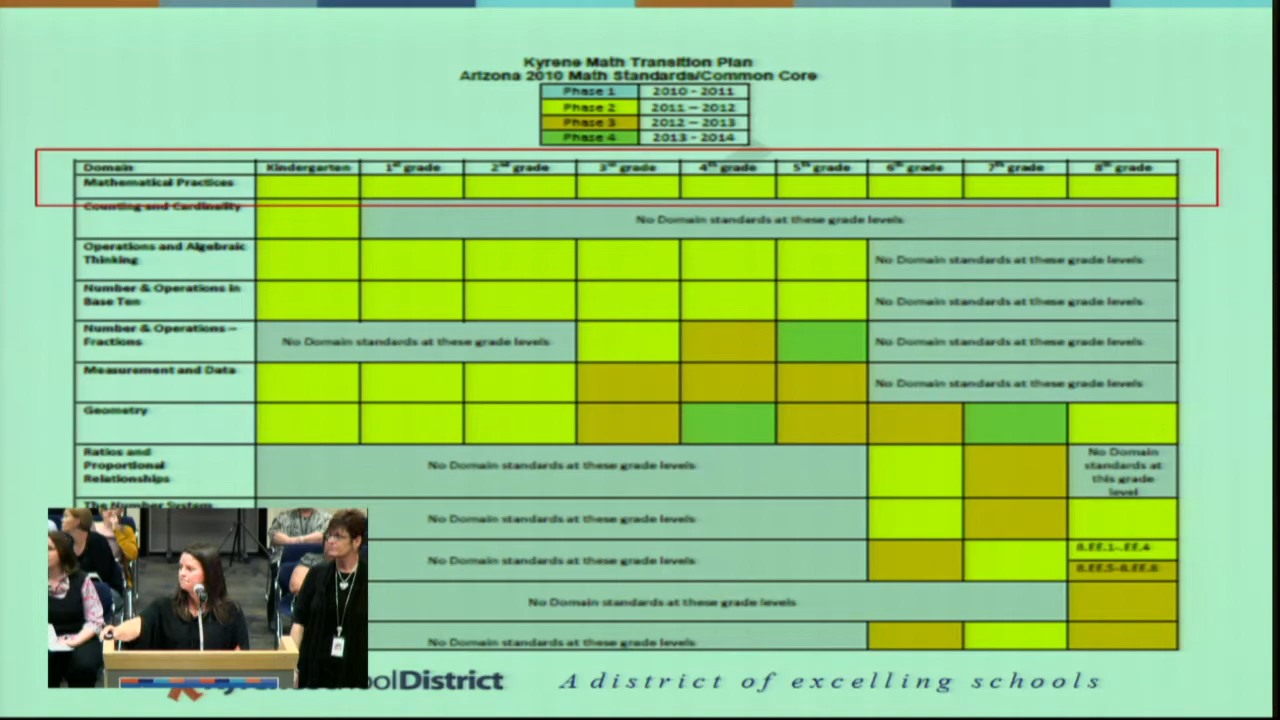 Kyrene Math Transition Plan
Arizona 2010 Math Standards/Common Core
Phase 1 2010 - 2011
Phase 2 2011 – 2012
Phase 3 2012 – 2013
Phase 4 2013 - 2014
Domain Kindergarten 1st grade 2nd grade 3rd grade 4th grade 5th grade 6th grade 7th grade 8th grade
Mathematical Practices
Counting and Cardinality No Domain standards at these grade levels
Operations and Algebraic
Thinking No Domain standards at these grade levels
Number & Operations in
Base Ten No Domain standards at these grade levels
Number & Operations –
Fractions No Domain standards at these grade levels No Domain standards at these grade levels
Measurement and Data No Domain standards at these grade levels
Geometry
Ratios and
Proportional
Relationships No Domain standards at these grade levels No Domain
standards at
this grade
level
The Number System No Domain standards at these grade levels
No Domain standards at these grade levels 8.EE.1-.EE.4
8.EE.5-8.EE.8
No Domain standards at these grade levels
No Domain standards at these grade levels
District A district of excelling schools